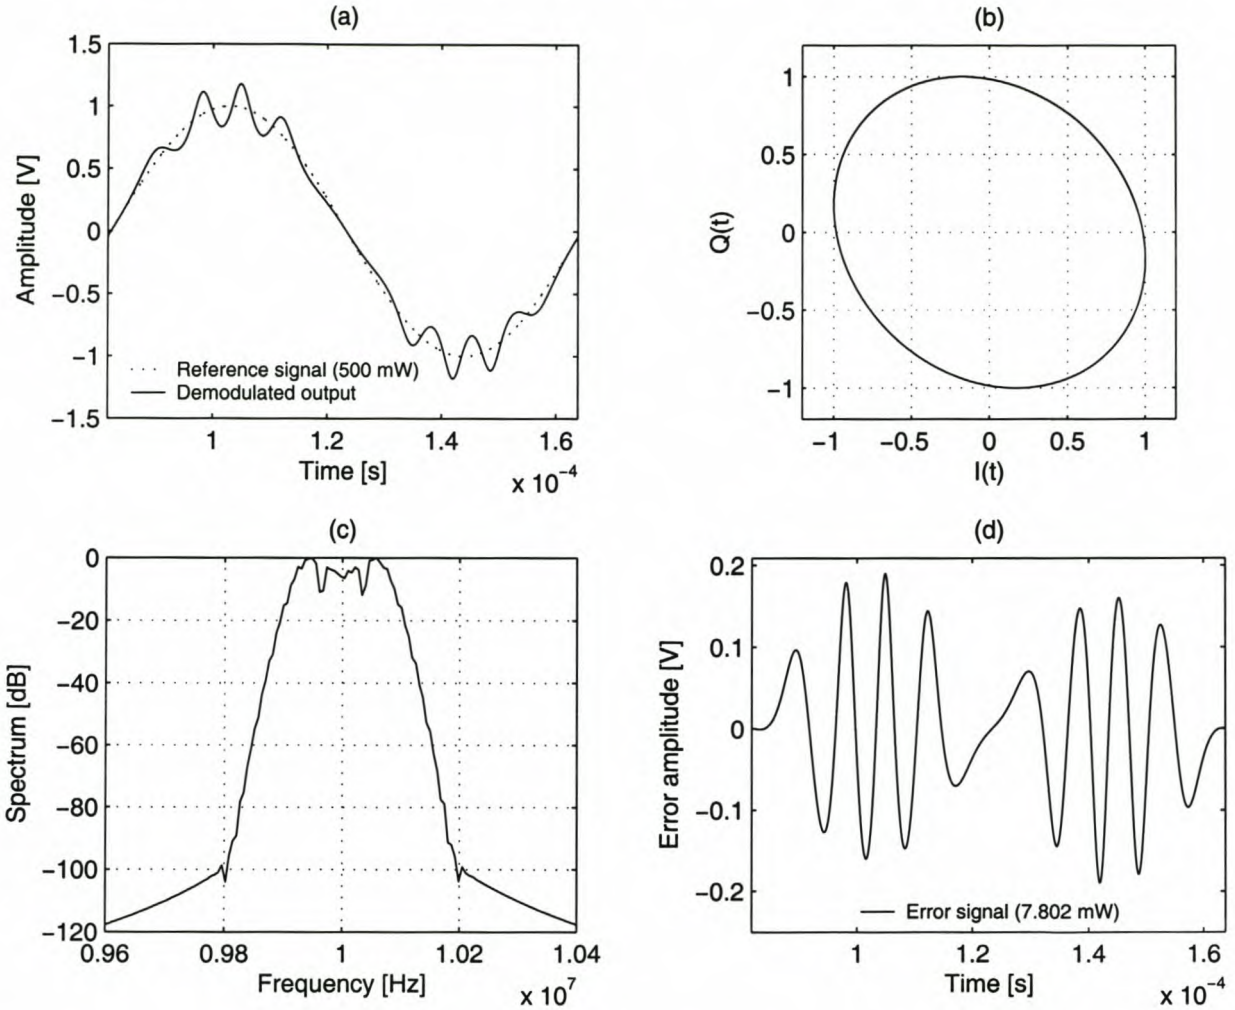 (a)
1.5
1
0.5
0
−0.5
−1
−1.5
Amplitude [V]
Reference signal (500 mW)
Demodulated output
1
1.2
1.4
1.6
Time [s]
x 10−4
(b)
1
0.5
0
−0.5
−1
Q(t)
−1
−0.5
0
0.5
1
I(t)
(c)
0
−20
−40
−60
−80
−100
−120
Spectrum [dB]
0.96
0.98
1
1.02
1.04
Frequency [Hz]
x 107
(d)
0.2
0.1
0
−0.1
−0.2
Error amplitude [V]
Error signal (7.802 mW)
1
1.2
1.4
1.6
Time [s]
x 10−4